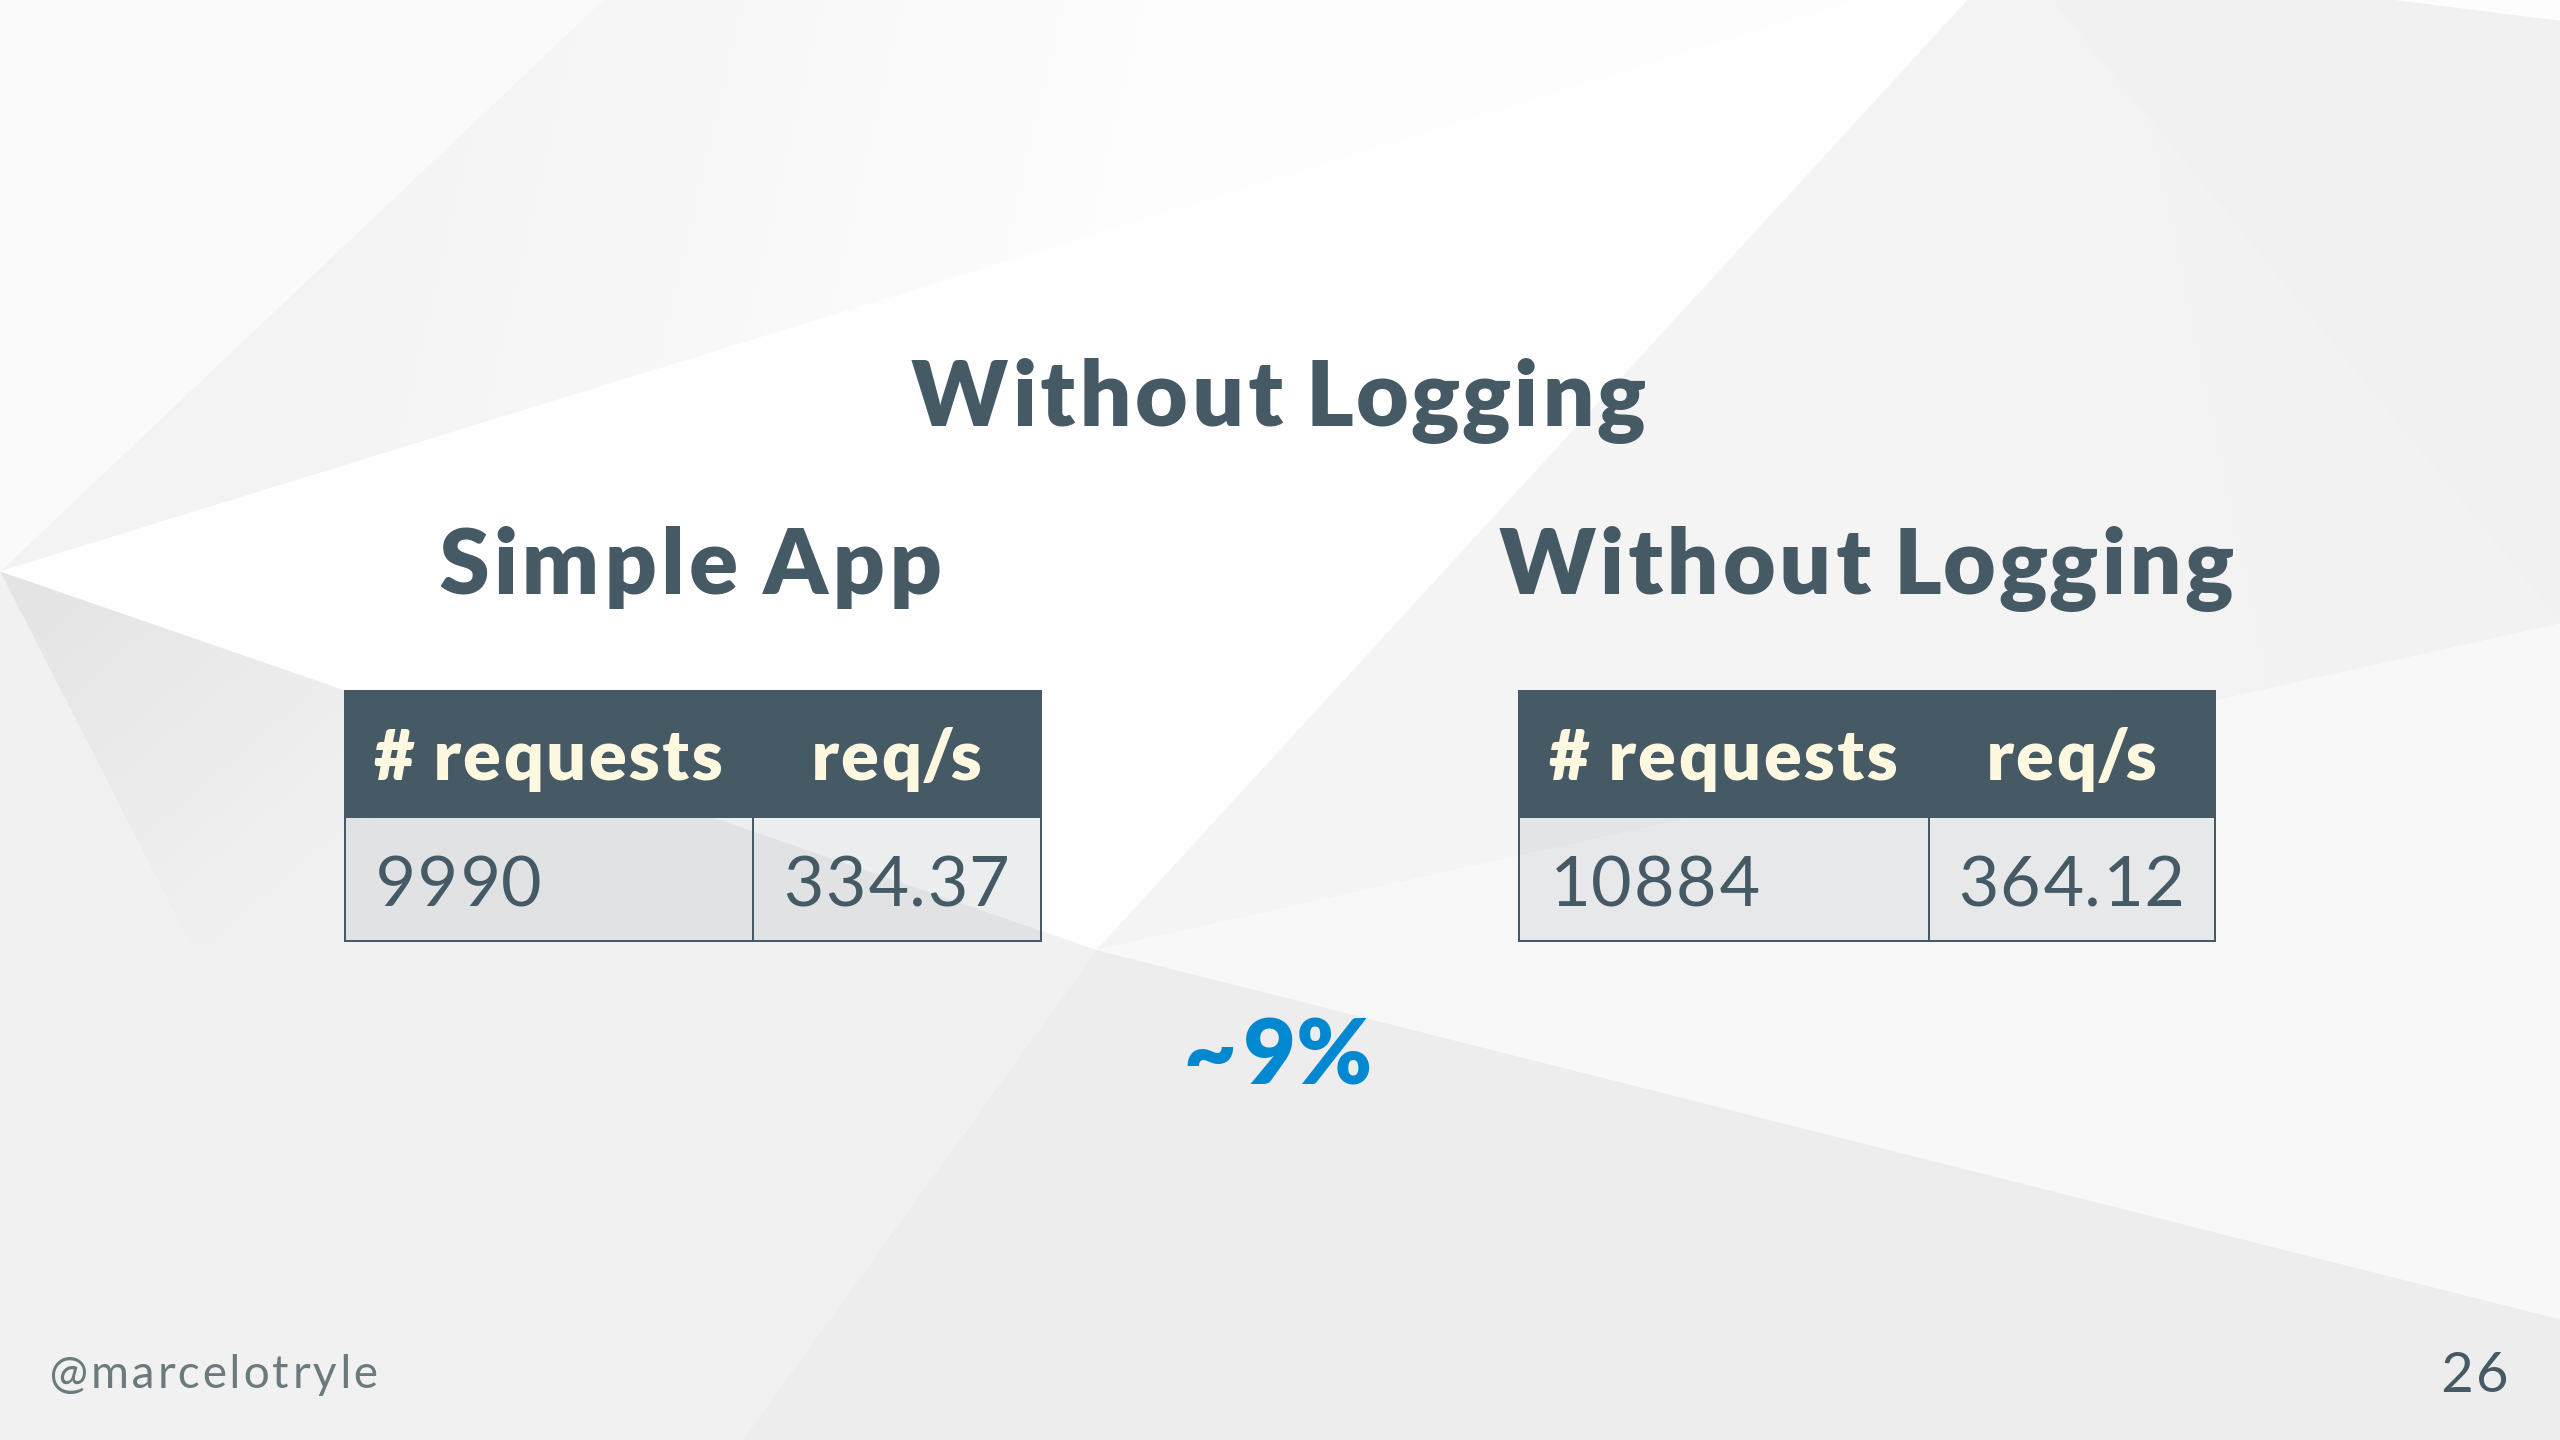 Without Logging
Simple App
# requests req/s
9990 334.37
Without Logging
# requests req/s
10884 364.12
~9%
@marcelotryle
26